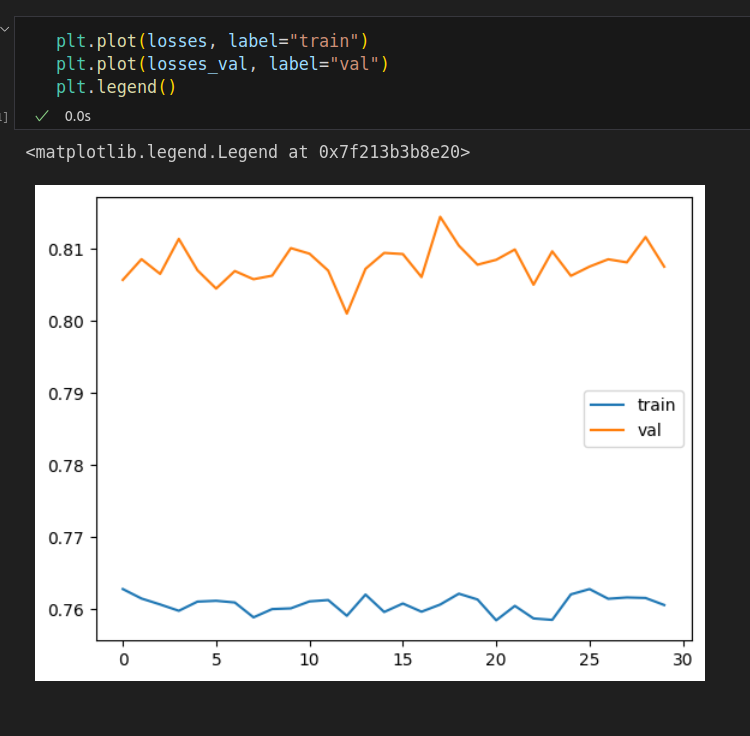 plt.plot(losses, label="train")
plt.plot(losses_val, label="val")
plt.legend()
0.0s
<matplotlib.legend.Legend at 0x7f213b3b8e20>
0.81
0.80
0.79
0.78
0.77
0.76
train
val
0 5 10 15 20 25 30